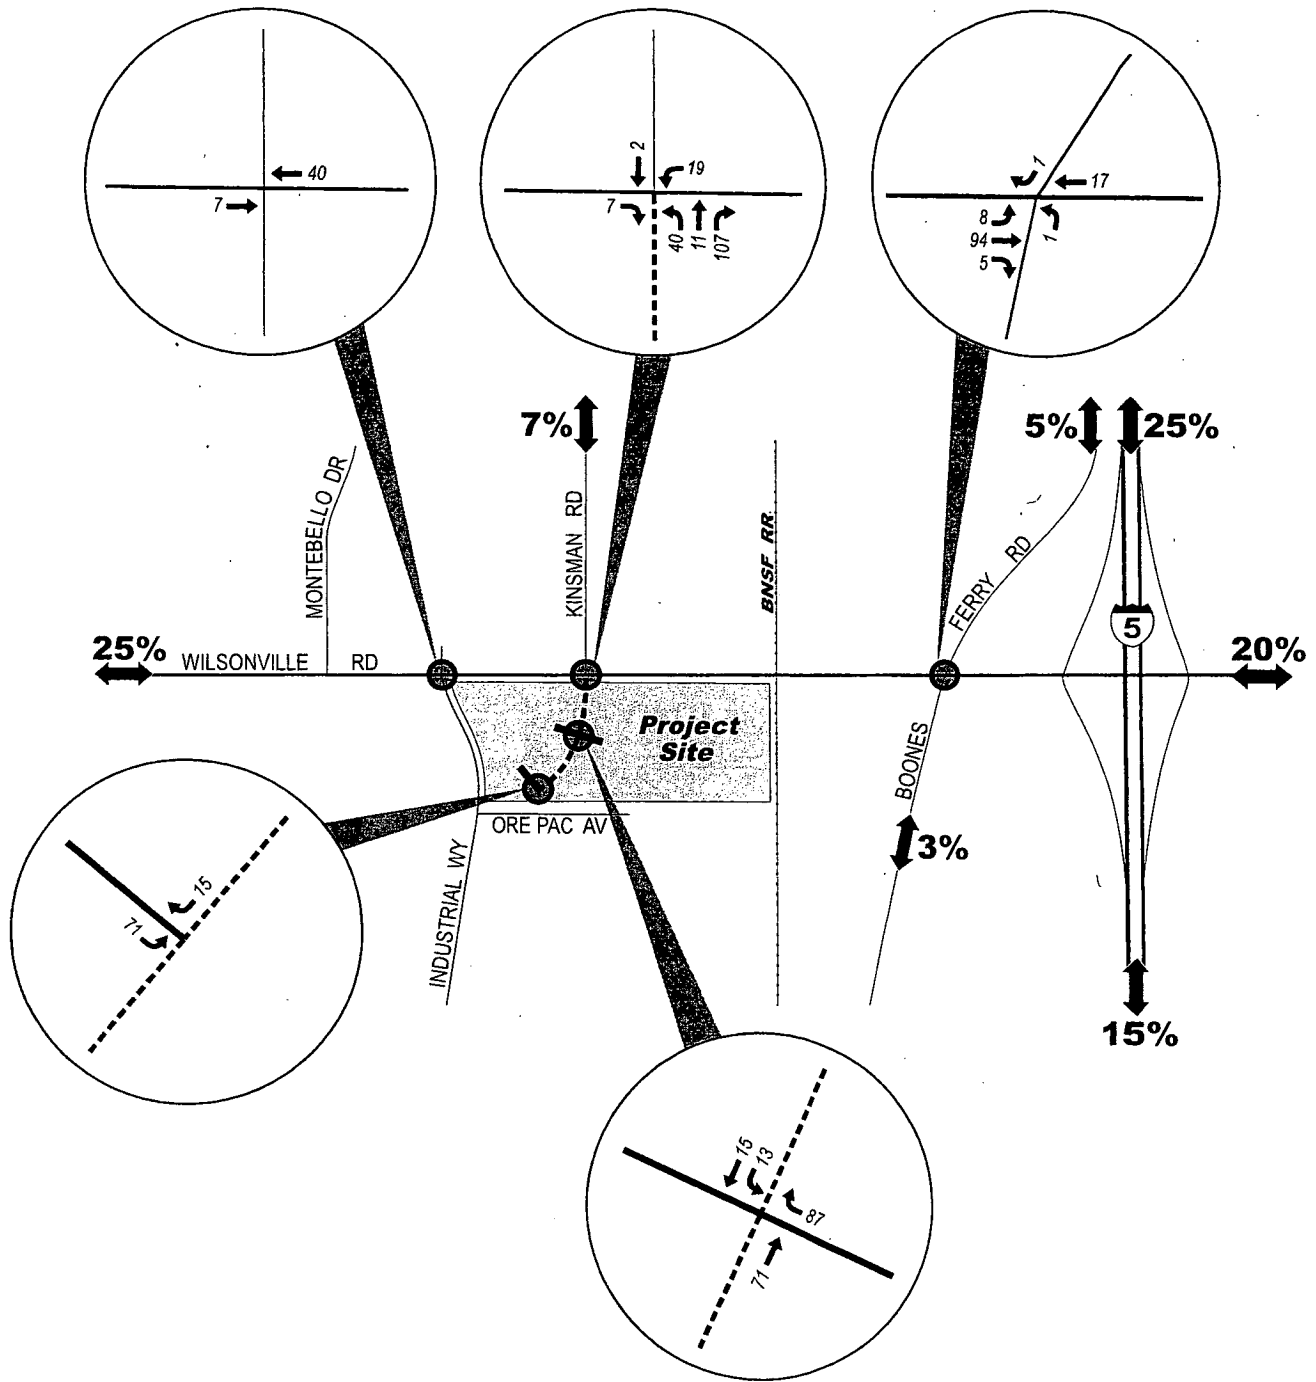 40
7
2
19
7
40
11
107
1
17
8
94
5
1
7%
5%
25%
MONTEBELLO DR
KINSMAN RD
BNSF RR
FERRY RD
5
25%
WILSONVILLE RD
20%
Project
Site
BOONES
ORE PAC AV
3%
INDUSTRIAL WY
15
71
15%
15
13
87
71